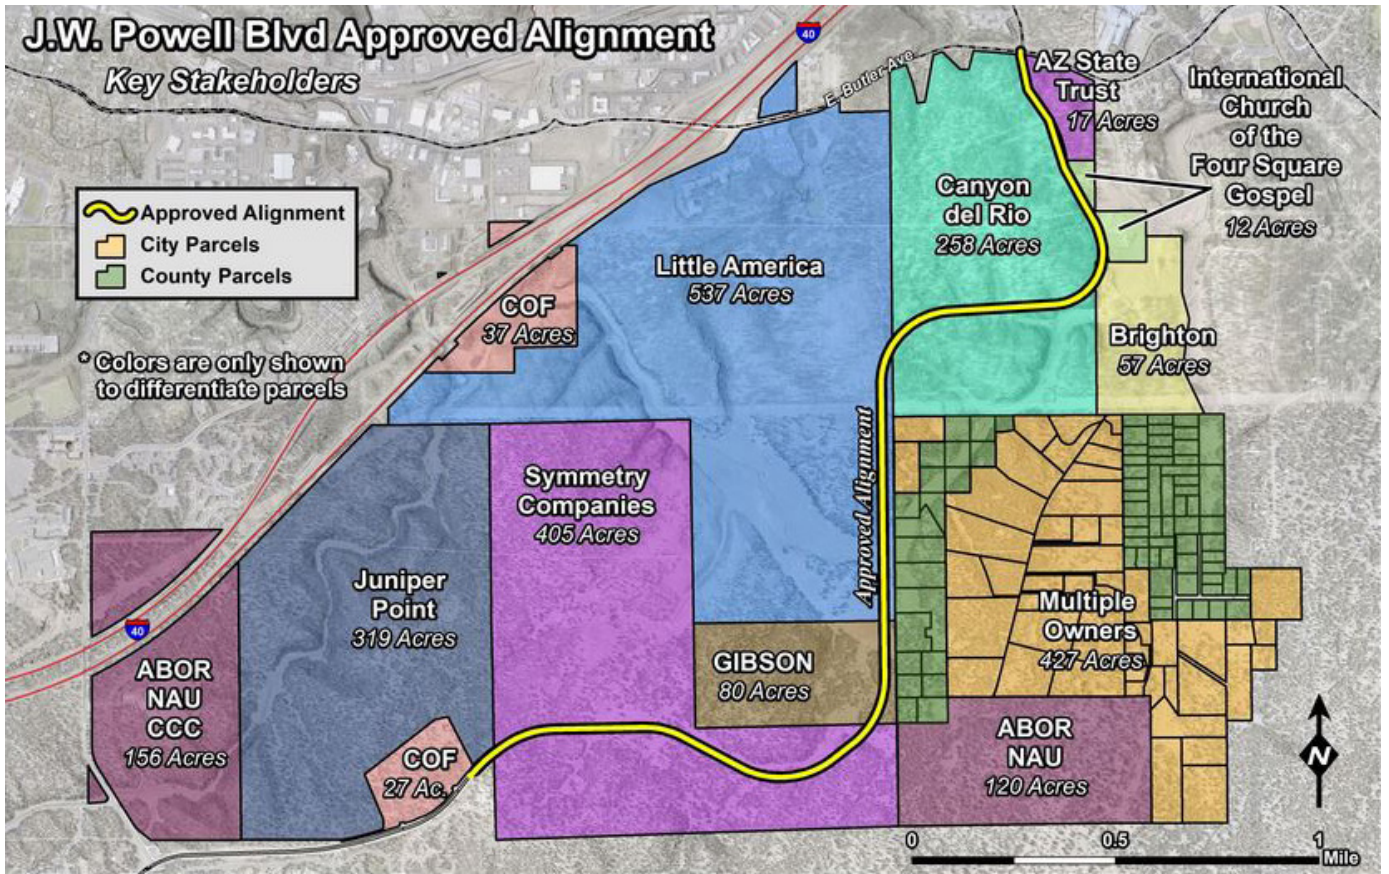 J.W. Powell Blvd Approved Alignment
Key Stakeholders
40
E. Butler Ave
AZ State
Trust
17 Acres
International
Church
of the
Four Square
Gospel
12 Acres
Approved Alignment
City Parcels
County Parcels
* Colors are only shown
to differentiate parcels
Canyon
del Rio
258 Acres
Little America
537 Acres
COF
37 Acres
Brighton
57 Acres
Approved Alignment
Symmetry
Companies
405 Acres
Juniper
Point
319 Acres
Multiple
Owners
427 Acres
40
ABOR
NAU
CCC
156 Acres
GIBSON
80 Acres
COF
27 Ac.
ABOR
NAU
120 Acres
N
0 0.5 1
Mile